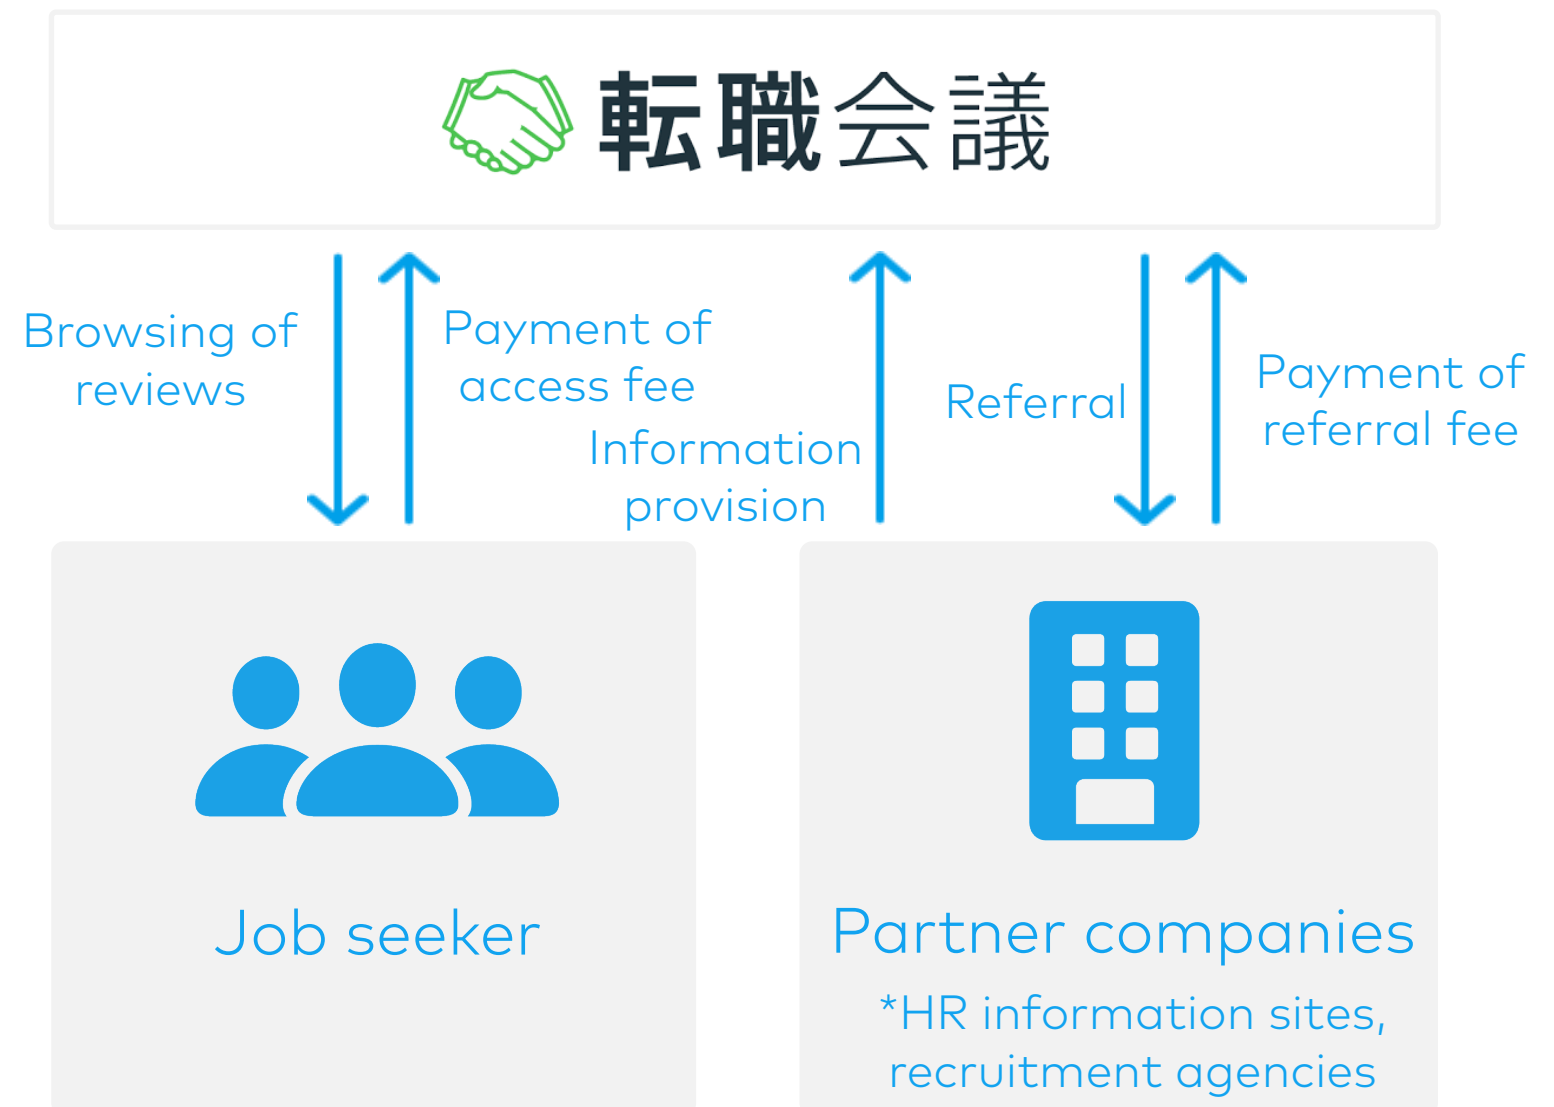 転職会議
Browsing of
reviews
Payment of
access fee
Information
provision
Referral
Payment of
referral fee
Job seeker
Partner companies
*HR information sites,
recruitment agencies